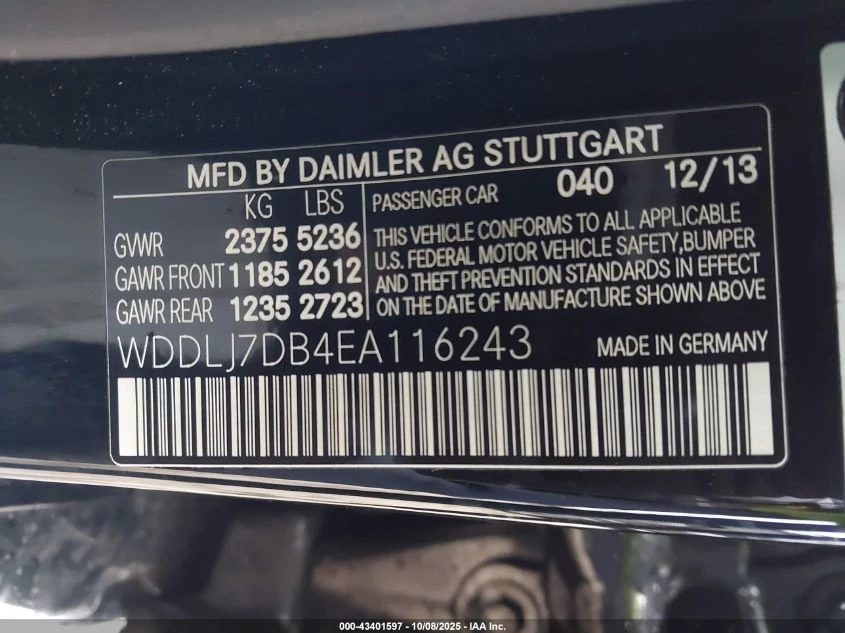 MFD BY DAIMLER AG STUTTGART
KG LBS
GVWR 2375 5236
GAWR FRONT 1185 2612
GAWR REAR 1235 2723
PASSENGER CAR 040 12/13
THIS VEHICLE CONFORMS TO ALL APPLICABLE
U.S. FEDERAL MOTOR VEHICLE SAFETY,BUMPER
AND THEFT PREVENTION STANDARDS IN EFFECT
ON THE DATE OF MANUFACTURE SHOWN ABOVE
WDDLJ7DB4EA116243 MADE IN GERMANY
000-43401597 - 10/08/2025 - IAA Inc.